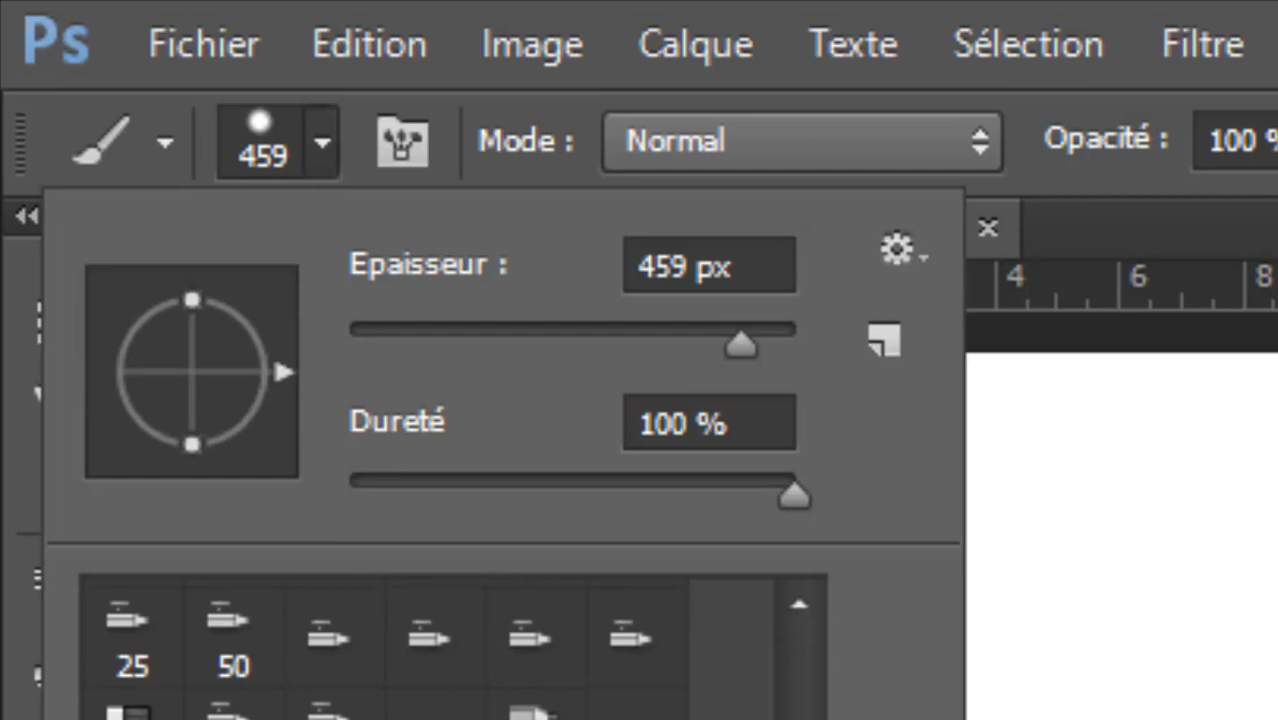 Ps Fichier Edition Image Calque Texte Sélection Filtre
459 Mode : Normal Opacité : 100 %
Epaisseur : 459 px
4 6 8
Dureté 100 %
25 50